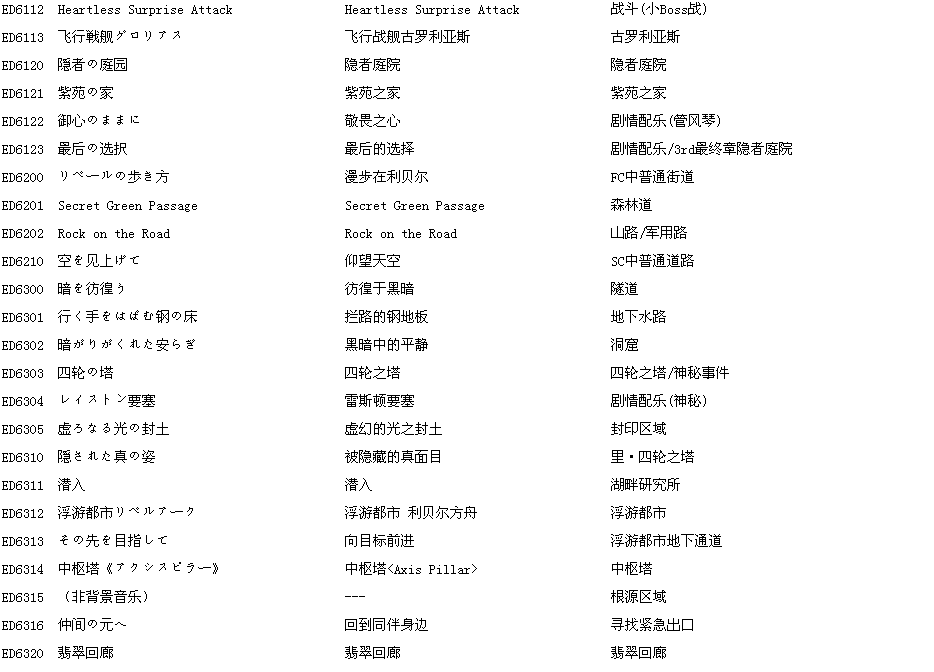 ED6112 Heartless Surprise Attack Heartless Surprise Attack 战斗(小Boss战)
ED6113 飞行戦舰グロリアス 飞行战舰古罗利亚斯 古罗利亚斯
ED6120 隠者の庭园 隐者庭院 隐者庭院
ED6121 紫苑の家 紫苑之家 紫苑之家
ED6122 御心のままに 敬畏之心 剧情配乐(管风琴)
ED6123 最后の选択 最后的选择 剧情配乐/3rd最终章隐者庭院
ED6200 リベールの歩き方 漫步在利贝尔 FC中普通街道
ED6201 Secret Green Passage Secret Green Passage 森林道
ED6202 Rock on the Road Rock on the Road 山路/军用路
ED6210 空を见上げて 仰望天空 SC中普通道路
ED6300 暗を彷徨う 彷徨于黑暗 隧道
ED6301 行く手をはばむ钢の床 拦路的钢地板 地下水路
ED6302 暗がりがくれた安らぎ 黑暗中的平静 洞窟
ED6303 四轮の塔 四轮之塔 四轮之塔/神秘事件
ED6304 レイストン要塞 雷斯顿要塞 剧情配乐(神秘)
ED6305 虚ろなる光の封土 虚幻的光之封土 封印区域
ED6310 隠された真の姿 被隐藏的真面目 里·四轮之塔
ED6311 潜入 潜入 湖畔研究所
ED6312 浮游都市リベルアーク 浮游都市 利贝尔方舟 浮游都市
ED6313 その先を目指して 向目标前进 浮游都市地下通道
ED6314 中枢塔《アクシスピラー》 中枢塔<Axis Pillar> 中枢塔
ED6315 （非背景音乐） --- 根源区域
ED6316 仲间の元へ 回到同伴身边 寻找紧急出口
ED6320 翡翠回廊 翡翠回廊 翡翠回廊